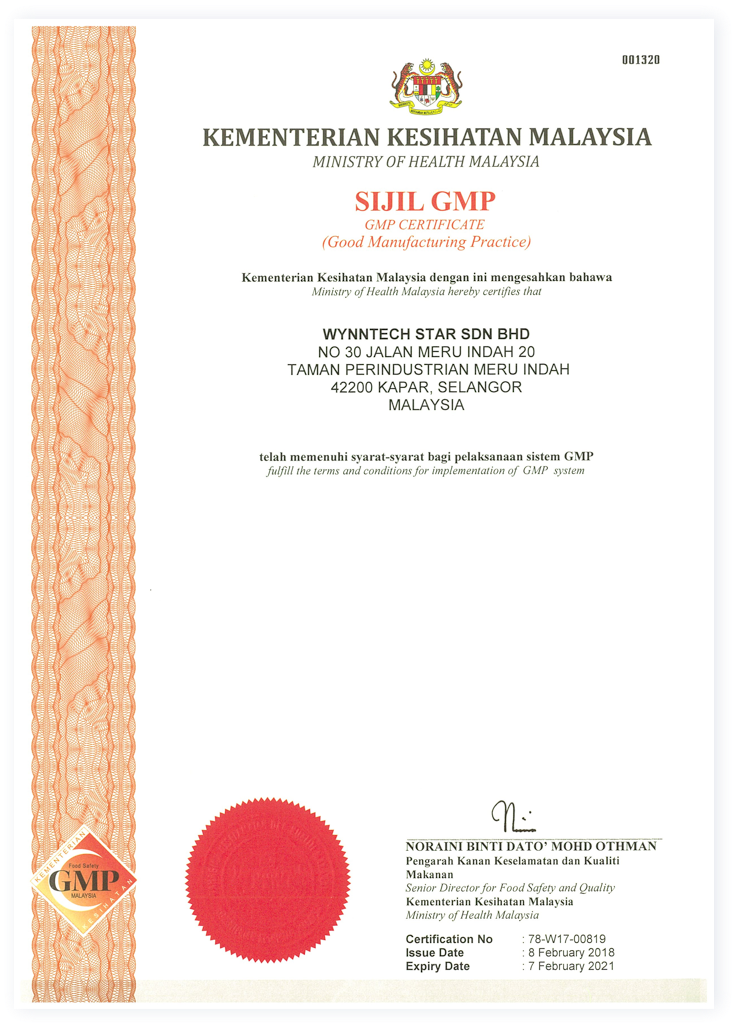 001320
KEMENTERIAN KESIHATAN MALAYSIA
MINISTRY OF HEALTH MALAYSIA
SIJIL GMP
GMP CERTIFICATE
(Good Manufacturing Practice)
Kementerian Kesihatan Malaysia dengan ini mengesahkan bahawa
Ministry of Health Malaysia hereby certifies that
WYNNTECH STAR SDN BHD
NO 30 JALAN MERU INDAH 20
TAMAN PERINDUSTRIAN MERU INDAH
42200 KAPAR, SELANGOR
MALAYSIA
telah memenuhi syarat-syarat bagi pelaksanaan sistem GMP
fulfill the terms and conditions for implementation of GMP system
NORAINI BINTI DATO' MOHD OTHMAN
Pengarah Kanan Keselamatan dan Kualiti
Makanan
Senior Director for Food Safety and Quality
Kementerian Kesihatan Malaysia
Ministry of Health Malaysia
Certification No : 78-W17-00819
Issue Date : 8 February 2018
Expiry Date : 7 February 2021
KEMENTERIAN
Food Safety
GMP
MALAYSIA
KESIHATAN